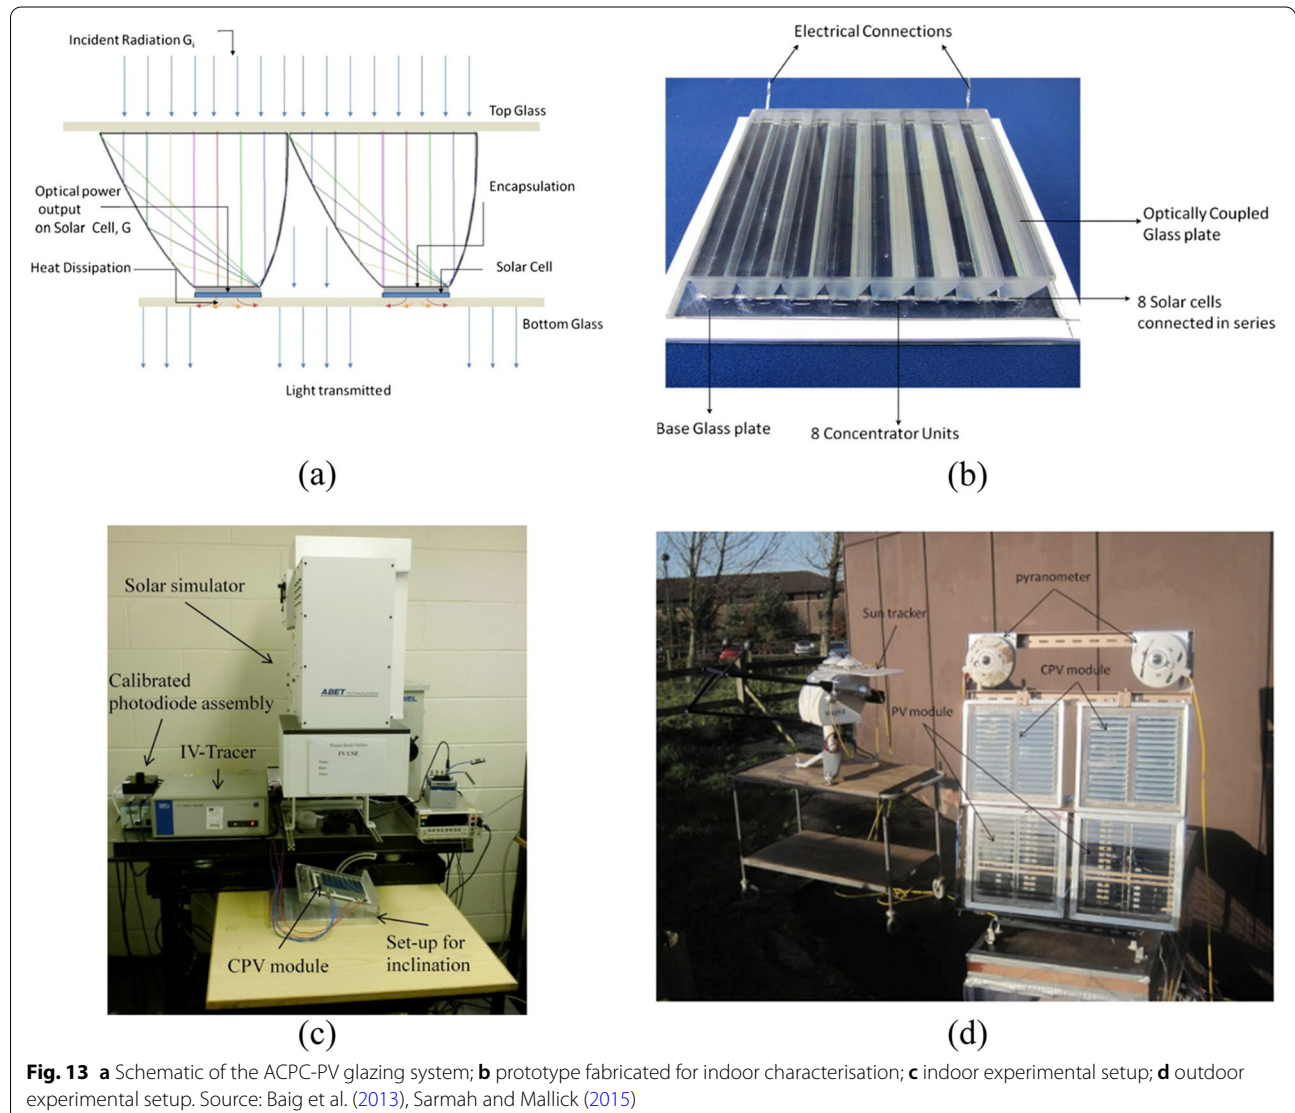 Incident Radiation Gi
Top Glass
Optical power
output
on Solar Cell, G
Encapsulation
Heat Dissipation
Solar Cell
Bottom Glass
Light transmitted
(a)
Electrical Connections
Optically Coupled
Glass plate
8 Solar cells
connected in series
Base Glass plate
8 Concentrator Units
(b)
Solar simulator
Calibrated
photodiode assembly
IV-Tracer
ABET TECHNOLOGIES
IN USE
CPV module
Set-up for
inclination
(c)
pyranometer
Sun tracker
CPV module
PV module
(d)
Fig. 13 a Schematic of the ACPC-PV glazing system; b prototype fabricated for indoor characterisation; c indoor experimental setup; d outdoor
experimental setup. Source: Baig et al. (2013), Sarmah and Mallick (2015)